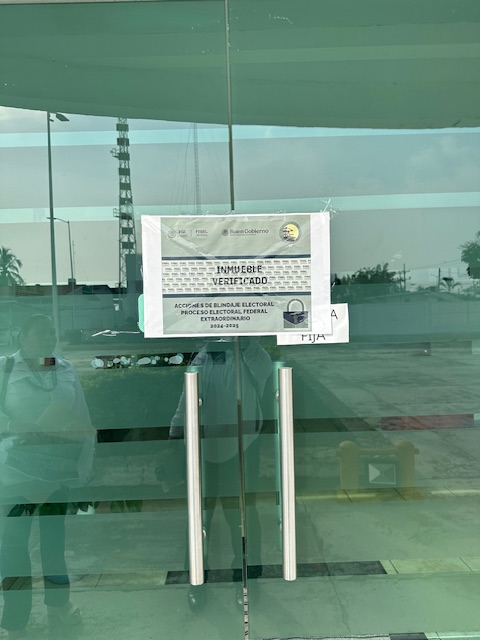 Buen Gobierno
INMUEBLE
VERIFICADO
ACCIONES DE BLINDAJE ELECTORAL
PROCESO ELECTORAL FEDERAL
EXTRAORDINARIO
2024-2025
A
FIJA